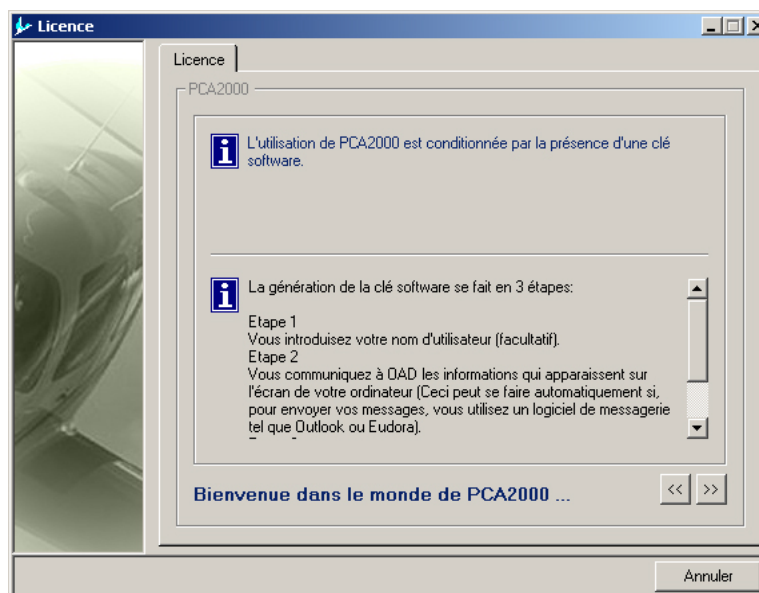 Licence
Licence
PCA2000
L'utilisation de PCA2000 est conditionnée par la présence d'une clé
software.
La génération de la clé software se fait en 3 étapes:
Etape 1
Vous introduisez votre nom d'utilisateur (facultatif).
Etape 2
Vous communiquez à OAD les informations qui apparaissent sur
l'écran de votre ordinateur (Ceci peut se faire automatiquement si,
pour envoyer vos messages, vous utilisez un logiciel de messagerie
tel que Outlook ou Eudora).
Bienvenue dans le monde de PCA2000 ...
<< >>
Annuler